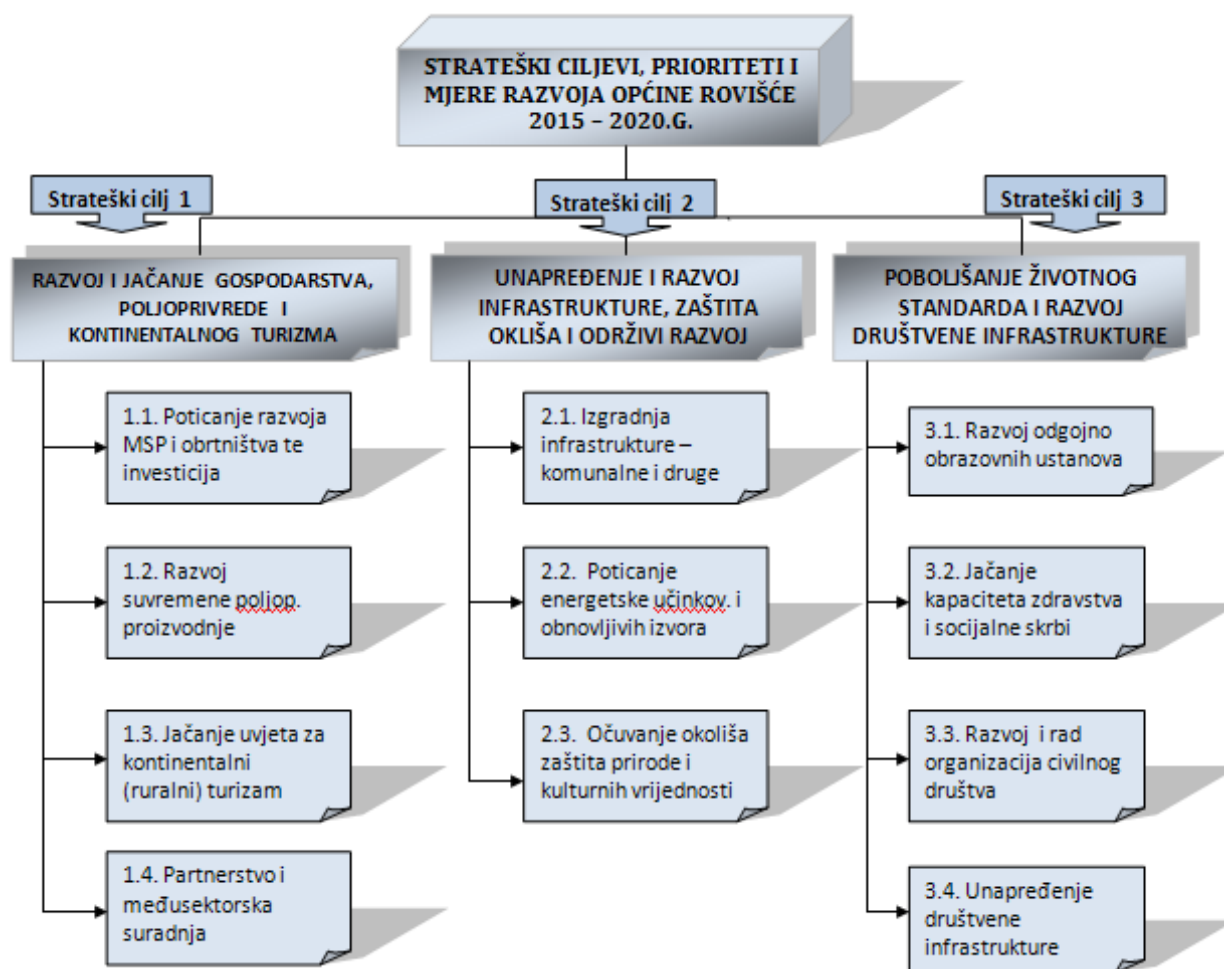 STRATEŠKI CILJEVI, PRIORITETI I
MJERE RAZVOJA OPĆINE ROVIŠĆE
2015 – 2020.G.
Strateški cilj 1
RAZVOJ I JAČANJE GOSPODARSTVA,
POLJOPRIVREDE I
KONTINENTALNOG TURIZMA
1.1. Poticanje razvoja
MSP i obrtništva te
investicija
1.2. Razvoj
suvremene poljop.
proizvodnje
1.3. Jačanje uvjeta za
kontinentalni
(ruralni) turizam
1.4. Partnerstvo i
međusektorska
suradnja
Strateški cilj 2
UNAPREĐENJE I RAZVOJ
INFRASTRUKTURE, ZAŠTITA
OKLIŠA I ODRŽIVI RAZVOJ
2.1. Izgradnja
infrastrukture –
komunalne i druge
2.2. Poticanje
energetske učinkov. i
obnovljivih izvora
2.3. Očuvanje okoliša
zaštita prirode i
kulturnih vrijednosti
Strateški cilj 3
POBOLJŠANJE ŽIVOTNOG
STANDARDA I RAZVOJ
DRUŠTVENE INFRASTRUKTURE
3.1. Razvoj odgojno
obrazovnih ustanova
3.2. Jačanje
kapaciteta zdravstva
i socijalne skrbi
3.3. Razvoj i rad
organizacija civilnog
društva
3.4. Unapređenje
društvene
infrastrukture